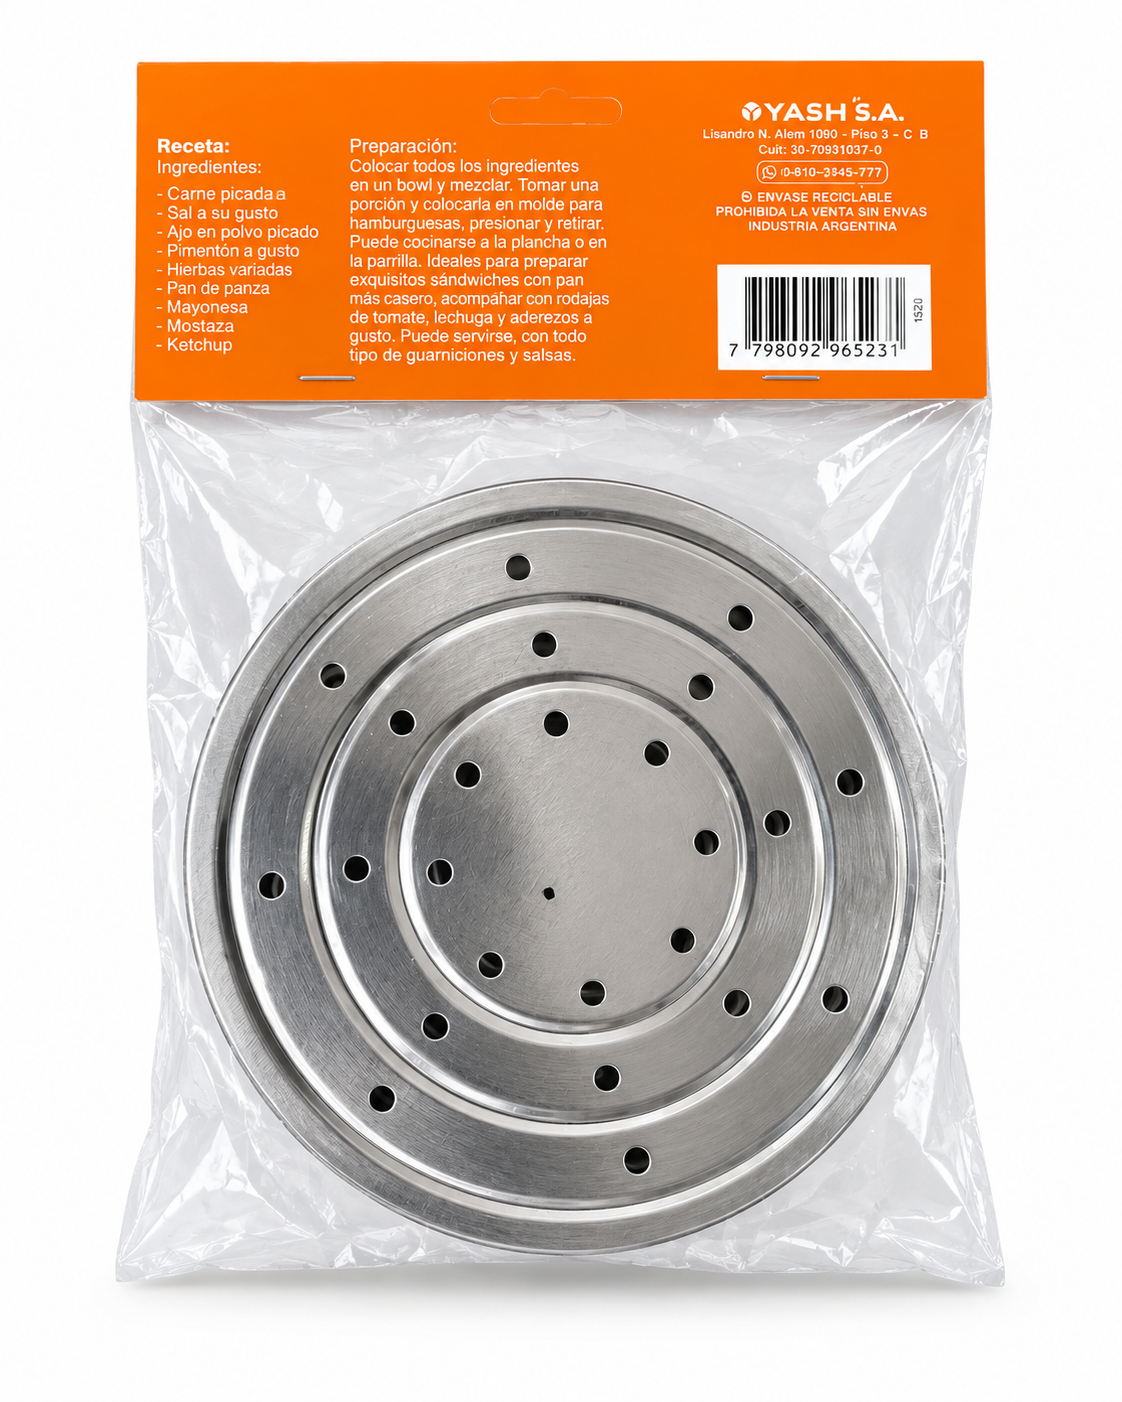 Receta:
Ingredientes:
- Carne picada a
- Sal a su gusto
- Ajo en polvo picado
- Pimentón a gusto
- Hierbas variadas
- Pan de panza
- Mayonesa
- Mostaza
- Ketchup
Preparación:
Colocar todos los ingredientes
en un bowl y mezclar. Tomar una
porción y colocarla en molde para
hamburguesas, presionar y retirar.
Puede cocinarse a la plancha o en
la parrilla. Ideales para preparar
exquisitos sándwiches con pan
más casero, acompañar con rodajas
de tomate, lechuga y aderezos a
gusto. Puede servirse, con todo
tipo de guarniciones y salsas.
YASH S.A.
Lisandro N. Alem 1090 - Piso 3 - C B
Cuit: 30-70931037-0
0-810-3845-777
ENVASE RECICLABLE
PROHIBIDA LA VENTA SIN ENVAS
INDUSTRIA ARGENTINA
1520
7 798092 965231